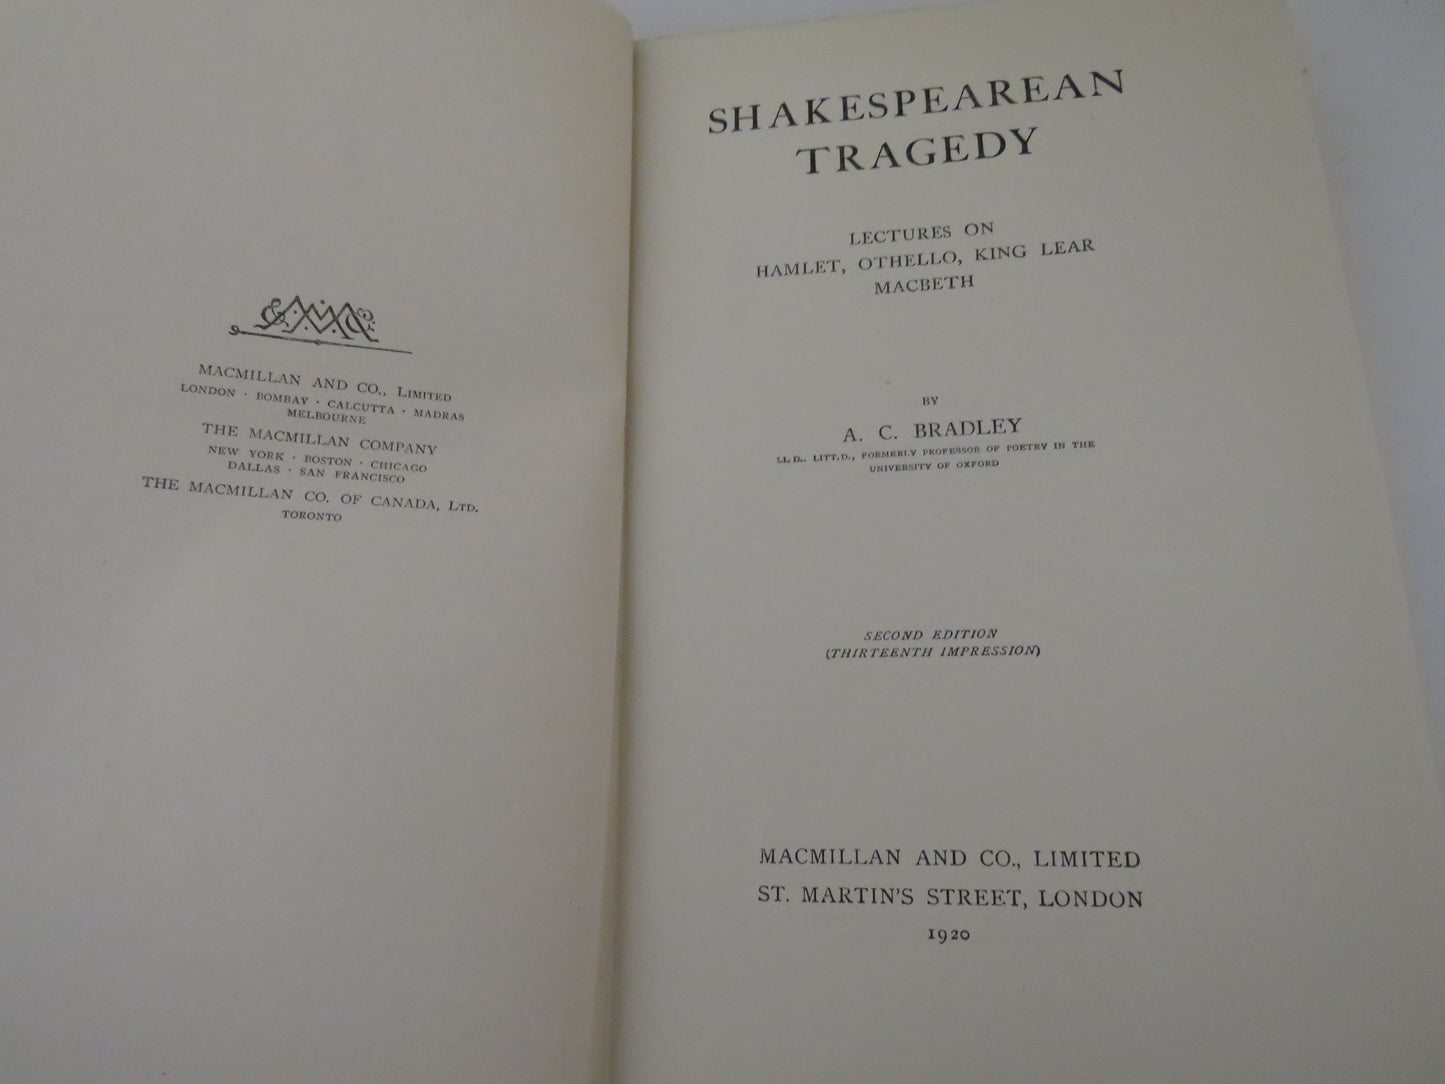 MACMILLAN AND CO., LIMITED
LONDON · BOMBAY · CALCUTTA · MADRAS
MELBOURNE
THE MACMILLAN COMPANY
NEW YORK · BOSTON · CHICAGO
DALLAS · SAN FRANCISCO
THE MACMILLAN CO. OF CANADA, LTD.
TORONTO
SHAKESPEAREAN
TRAGEDY
LECTURES ON
HAMLET, OTHELLO, KING LEAR
MACBETH
BY
A. C. BRADLEY
LL.D., LITT.D., FORMERLY PROFESSOR OF POETRY IN THE
UNIVERSITY OF OXFORD
SECOND EDITION
(THIRTEENTH IMPRESSION)
MACMILLAN AND CO., LIMITED
ST. MARTIN'S STREET, LONDON
1920